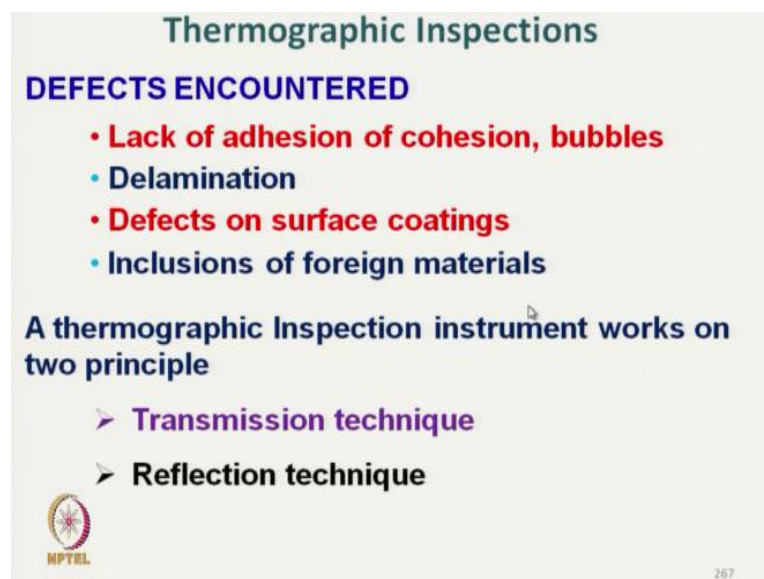 Thermographic Inspections
DEFECTS ENCOUNTERED
• Lack of adhesion of cohesion, bubbles
• Delamination
• Defects on surface coatings
• Inclusions of foreign materials
A thermographic Inspection instrument works on
two principle
➢ Transmission technique
➢ Reflection technique
NPTEL
267